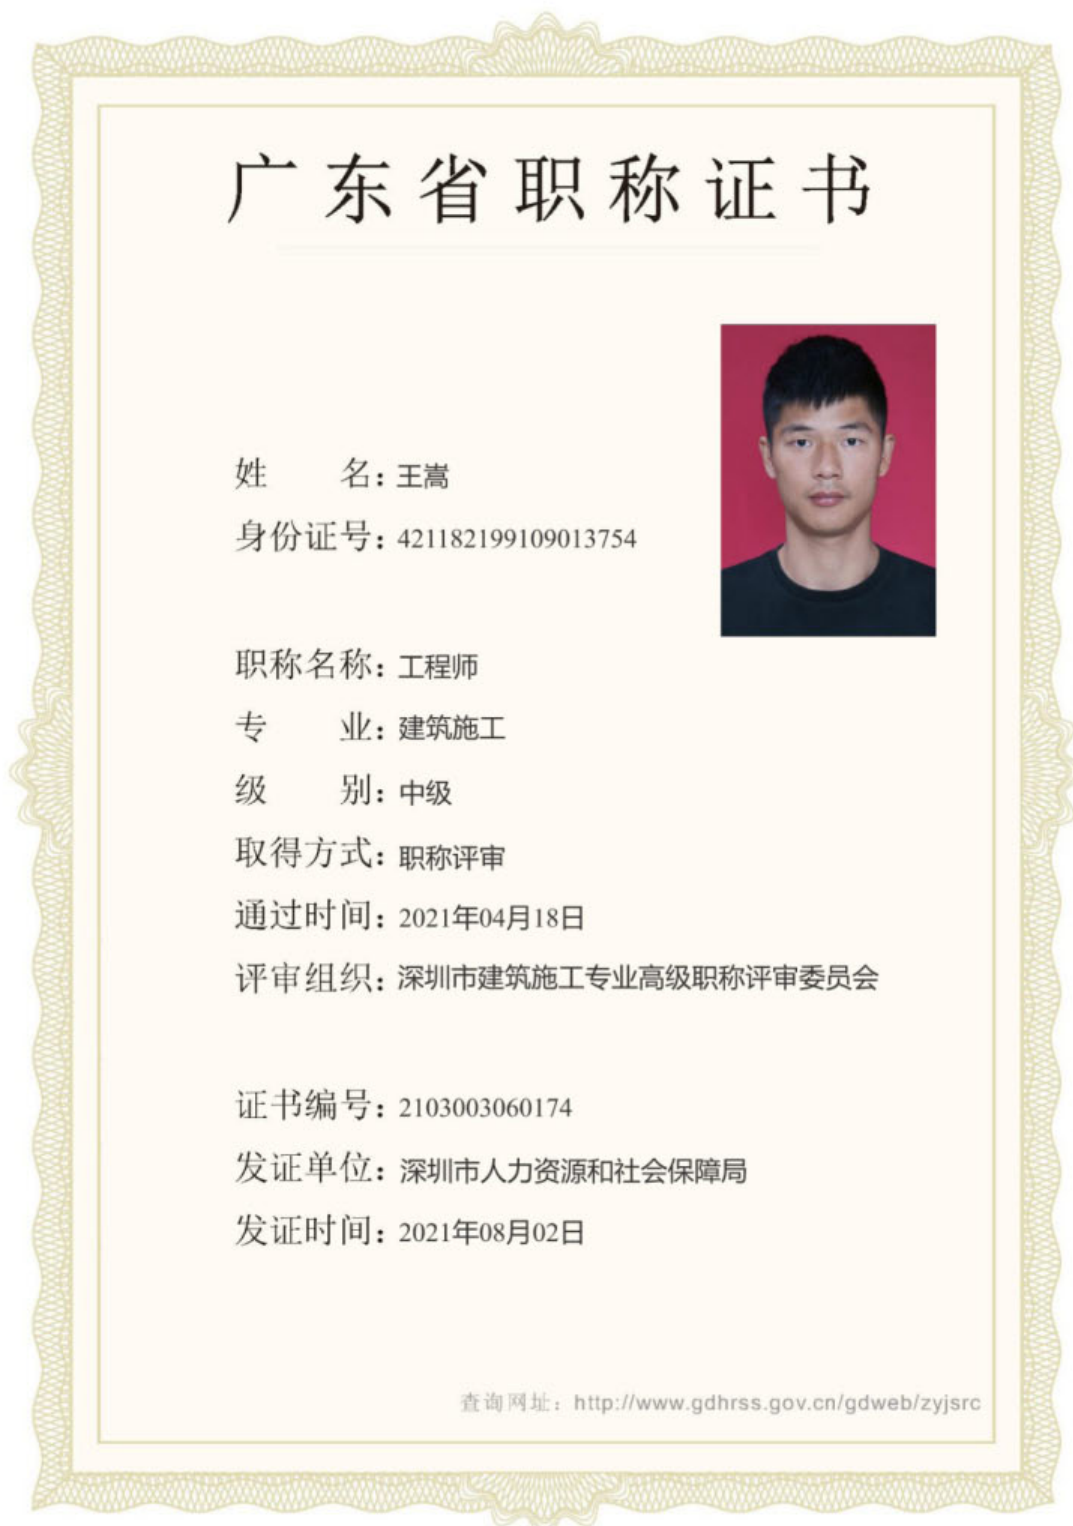 广东省职称证书
姓名：王嵩
身份证号：421182199109013754
职称名称：工程师
专业：建筑施工
级别：中级
取得方式：职称评审
通过时间：2021年04月18日
评审组织：深圳市建筑施工专业高级职称评审委员会
证书编号：2103003060174
发证单位：深圳市人力资源和社会保障局
发证时间：2021年08月02日
查询网址：http://www.gdhrss.gov.cn/gdweb/zyjsrc